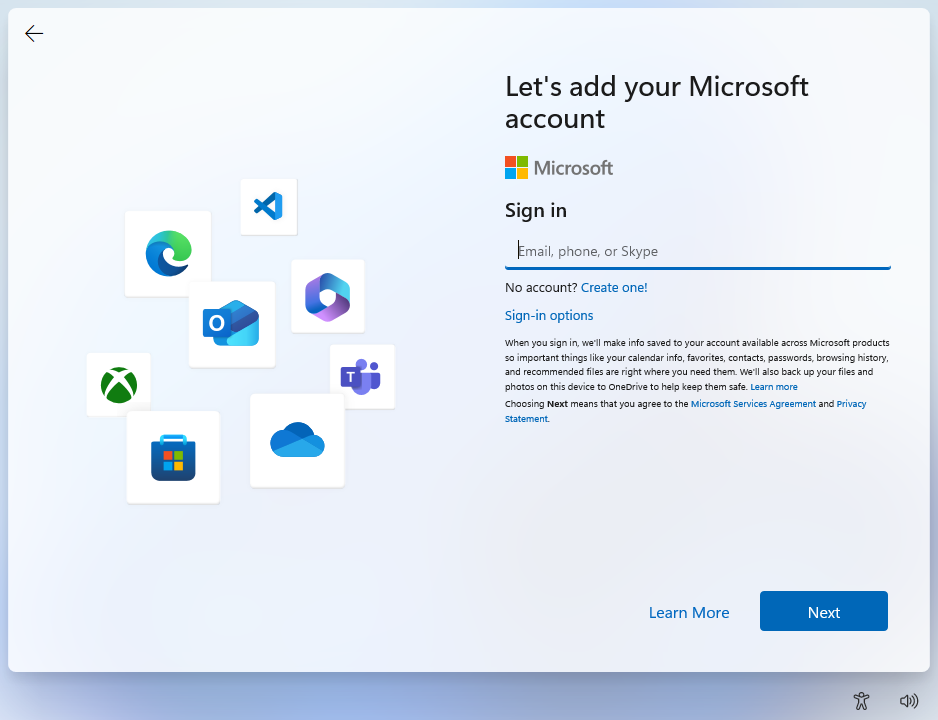 Let's add your Microsoft
account
Microsoft
Sign in
Email, phone, or Skype
No account? Create one!
Sign-in options
When you sign in, we'll make info saved to your account available across Microsoft products
so important things like your calendar info, favorites, contacts, passwords, browsing history,
and recommended files are right where you need them. We'll also back up your files and
photos on this device to OneDrive to help keep them safe. Learn more
Choosing Next means that you agree to the Microsoft Services Agreement and Privacy
Statement.
O
T
Learn More
Next